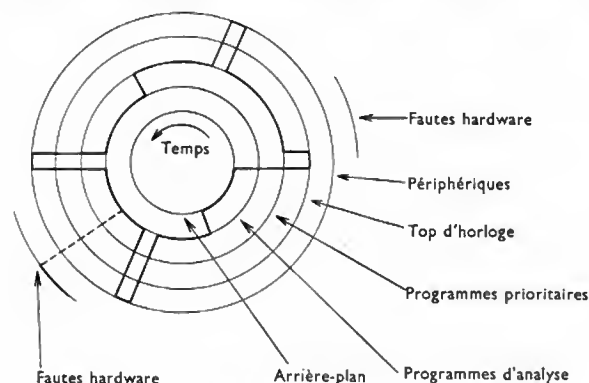 Temps
Fautes hardware
Périphériques
Top d'horloge
Programmes prioritaires
Fautes hardware
Arrière-plan
Programmes d'analyse